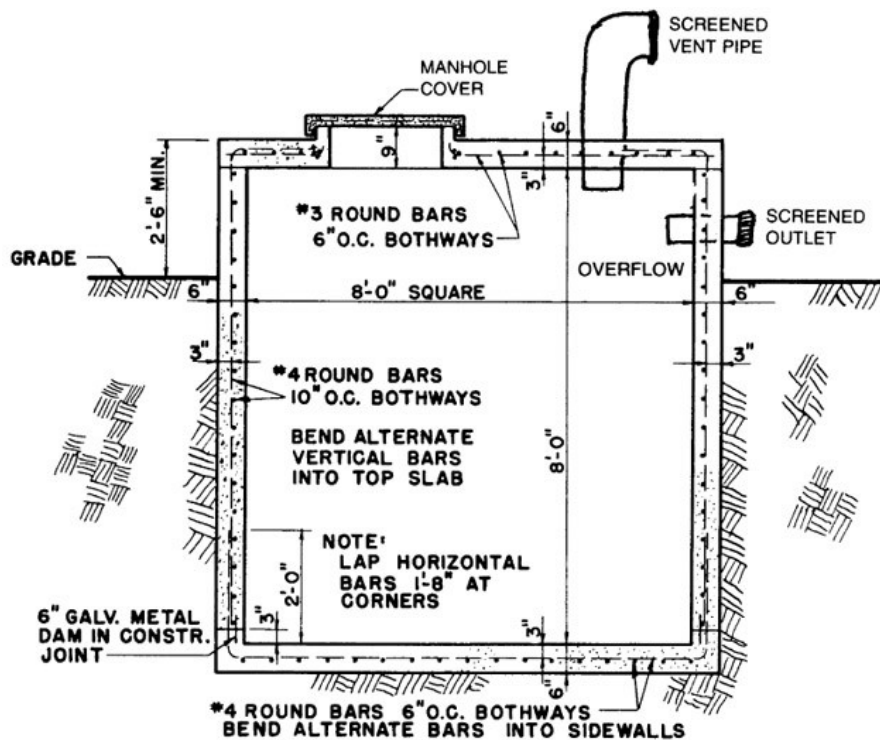 SCREENED
VENT PIPE
MANHOLE
COVER
6"
9"
3"
2'-6" MIN.
#3 ROUND BARS
6" O.C. BOTHWAYS
SCREENED
OUTLET
GRADE
OVERFLOW
6"
8'-0" SQUARE
6"
3"
3"
#4 ROUND BARS
10" O.C. BOTHWAYS
BEND ALTERNATE
VERTICAL BARS
INTO TOP SLAB
8'-0"
NOTE:
LAP HORIZONTAL
BARS 1'-8" AT
CORNERS
2'-0"
6" GALV. METAL
DAM IN CONSTR.
JOINT
3"
3"
6"
#4 ROUND BARS 6" O.C. BOTHWAYS
BEND ALTERNATE BARS INTO SIDEWALLS